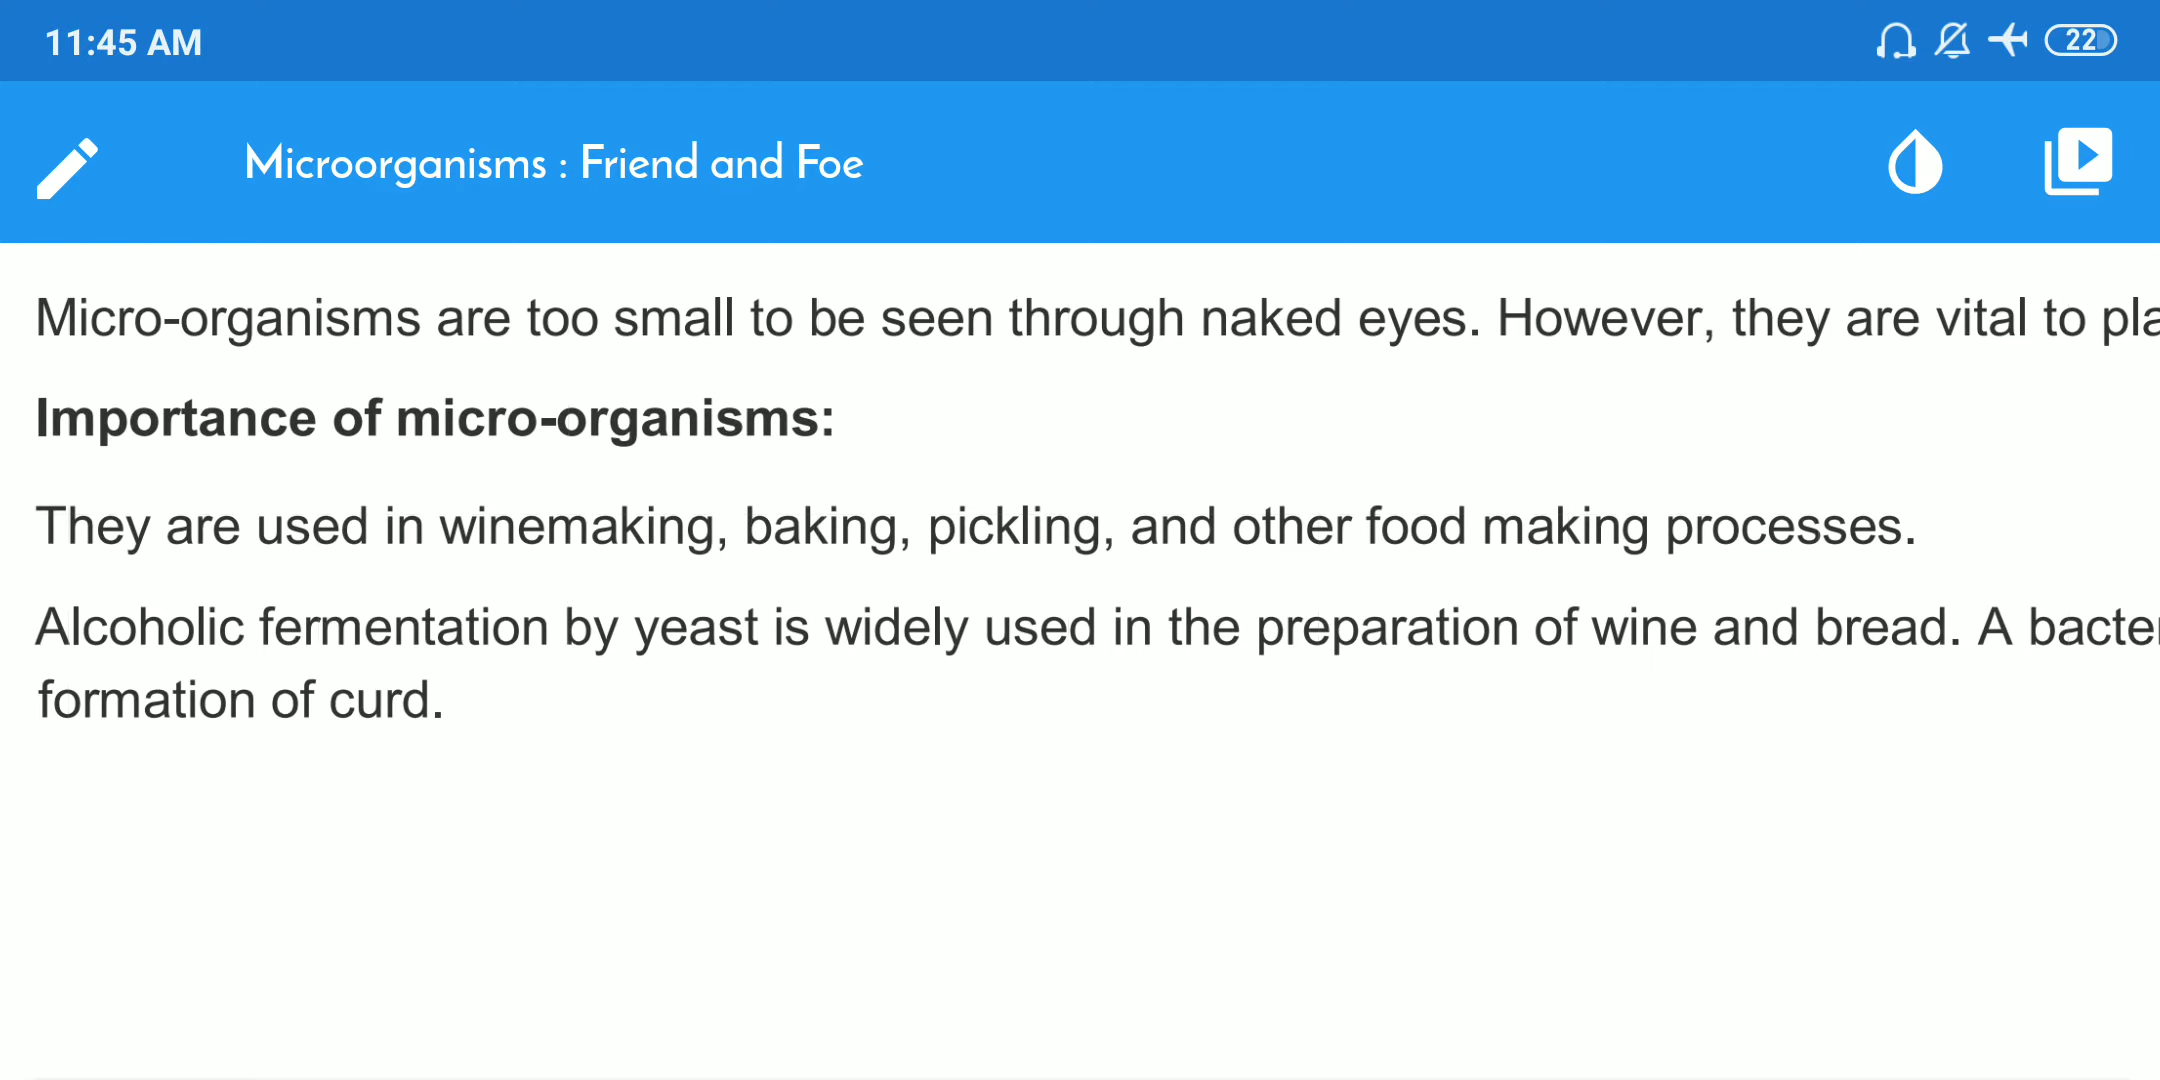 11:45 AM
22
Microorganisms : Friend and Foe
Micro-organisms are too small to be seen through naked eyes. However, they are vital to
Importance of micro-organisms:
They are used in winemaking, baking, pickling, and other food making processes.
Alcoholic fermentation by yeast is widely used in the preparation of wine and bread. A
formation of curd.